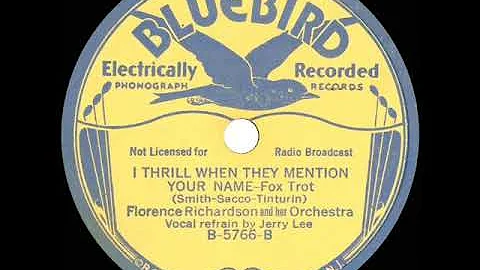 BLUEBIRD
Electrically Recorded
PHONOGRAPH RECORDS
Not Licensed for Radio Broadcast
I THRILL WHEN THEY MENTION
YOUR NAME-Fox Trot
(Smith-Sacco-Tinturin)
Florence Richardson and her Orchestra
Vocal refrain by Jerry Lee
B-5766-B